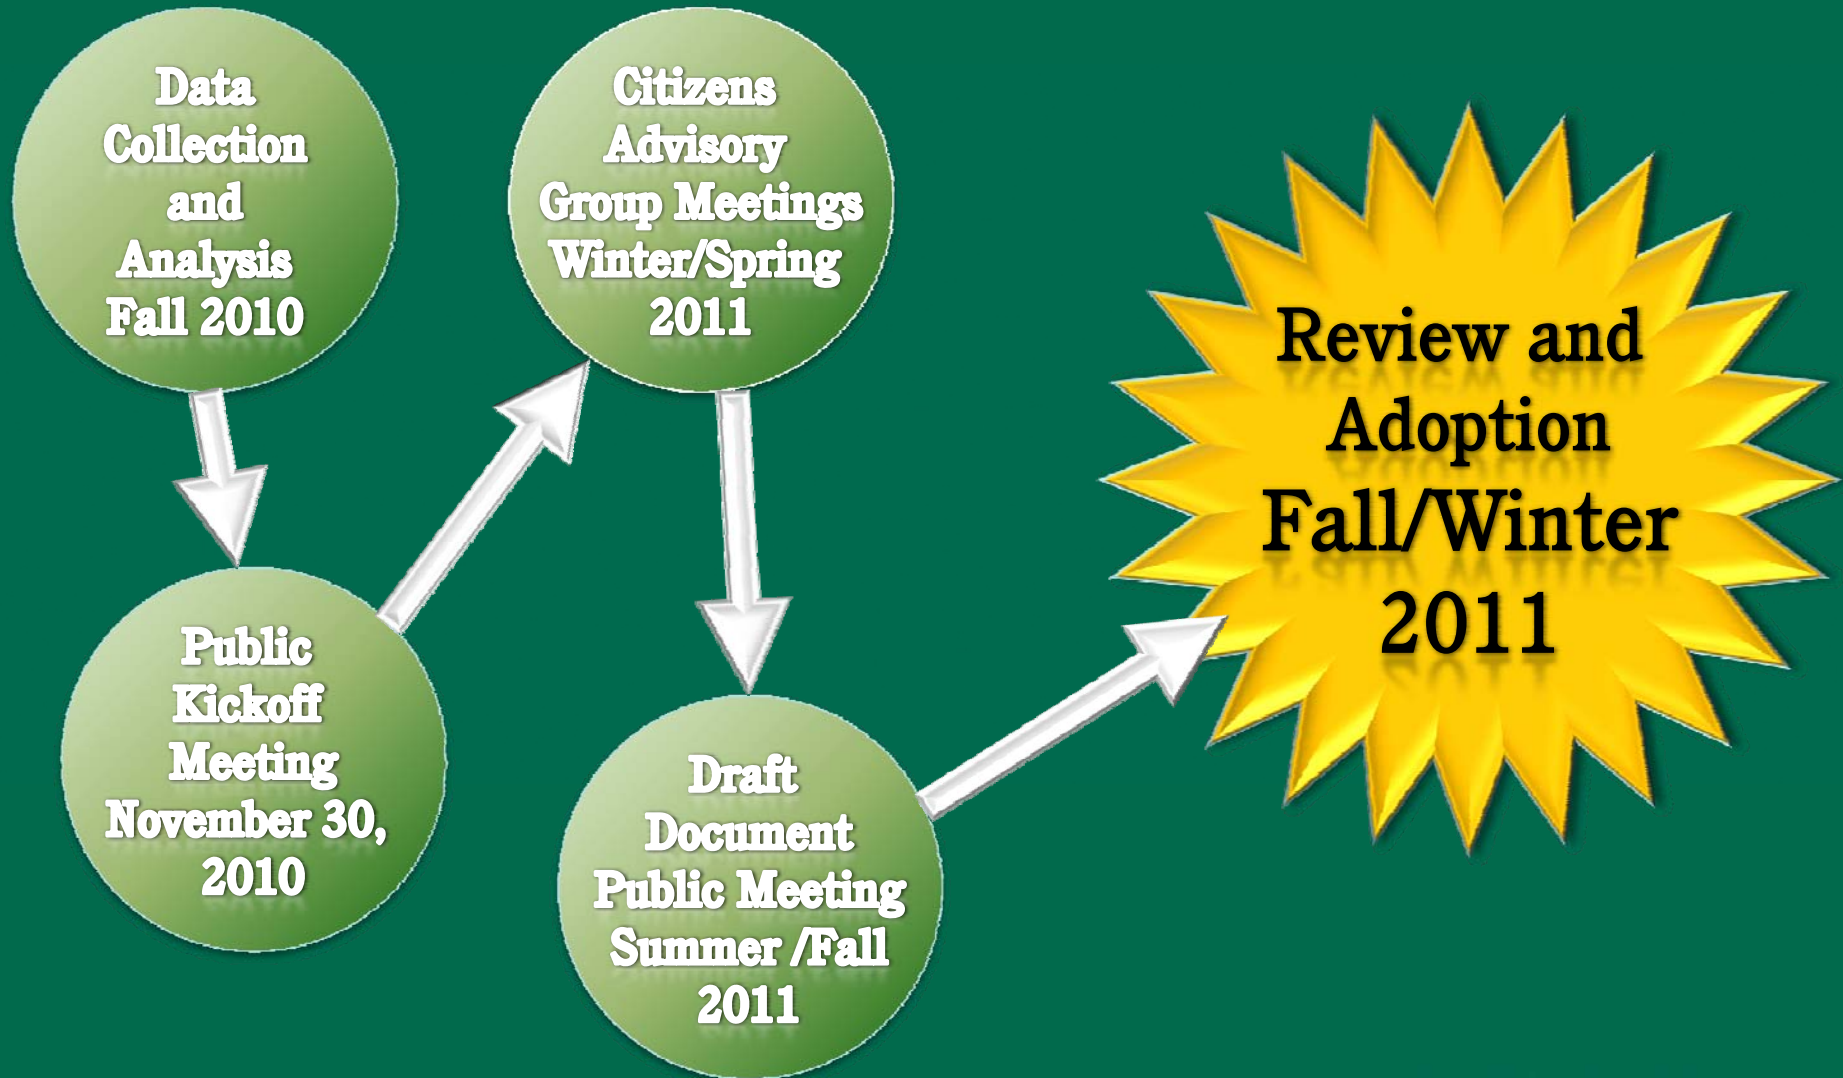 Data
Collection
and
Analysis
Fall 2010
Public
Kickoff
Meeting
November 30,
2010
Citizens
Advisory
Group Meetings
Winter/Spring
2011
Draft
Document
Public Meeting
Summer /Fall
2011
Review and
Adoption
Fall/Winter
2011